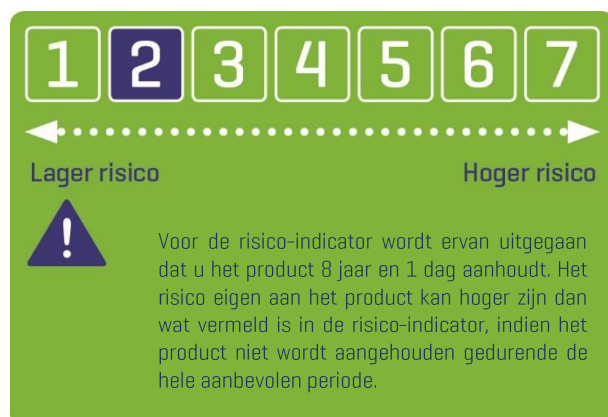 1 2 3 4 5 6 7
Lager risico Hoger risico
!
Voor de risico-indicator wordt ervan uitgegaan
dat u het product 8 jaar en 1 dag aanhoudt. Het
risico eigen aan het product kan hoger zijn dan
wat vermeld is in de risico-indicator, indien het
product niet wordt aangehouden gedurende de
hele aanbevolen periode.